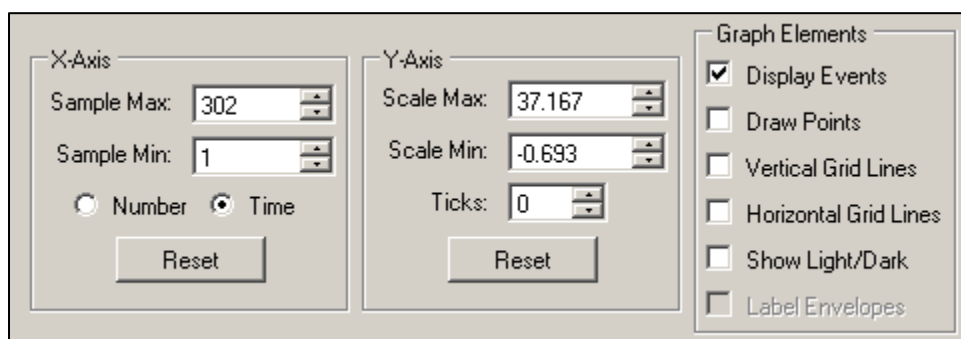 X-Axis
Sample Max: 302
Sample Min: 1
Number Time
Reset
Y-Axis
Scale Max: 37.167
Scale Min: -0.693
Ticks: 0
Reset
Graph Elements
Display Events
Draw Points
Vertical Grid Lines
Horizontal Grid Lines
Show Light/Dark
Label Envelopes